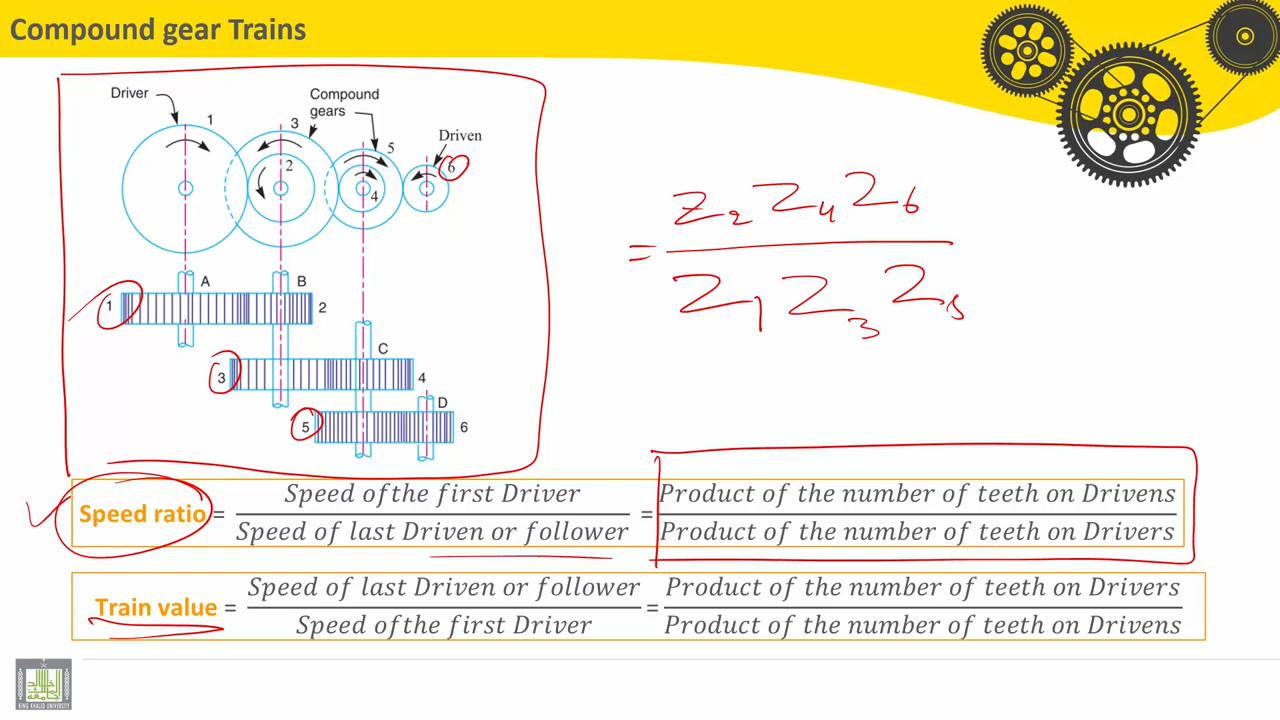 Compound gear Trains
Driver
1
3
Compound
gears
5
Driven
6
2
4
A
B
1
2
C
3
4
D
5
6
= Z2 Z4 Z6
Z1 Z3 Z5
Speed ratio = Speed of the first Driver / Speed of last Driven or follower = Product of the number of teeth on Drivens / Product of the number of teeth on Drivers
Train value = Speed of last Driven or follower / Speed of the first Driver = Product of the number of teeth on Drivers / Product of the number of teeth on Drivens
KING KHALID UNIVERSITY